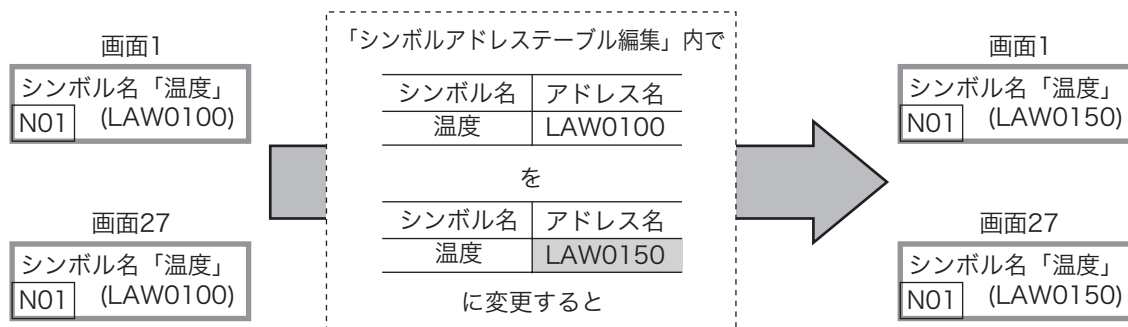 画面1
シンボル名「温度」
N01 (LAW0100)
画面27
シンボル名「温度」
N01 (LAW0100)
「シンボルアドレステーブル編集」内で
シンボル名 アドレス名
温度 LAW0100
を
シンボル名 アドレス名
温度 LAW0150
に変更すると
画面1
シンボル名「温度」
N01 (LAW0150)
画面27
シンボル名「温度」
N01 (LAW0150)